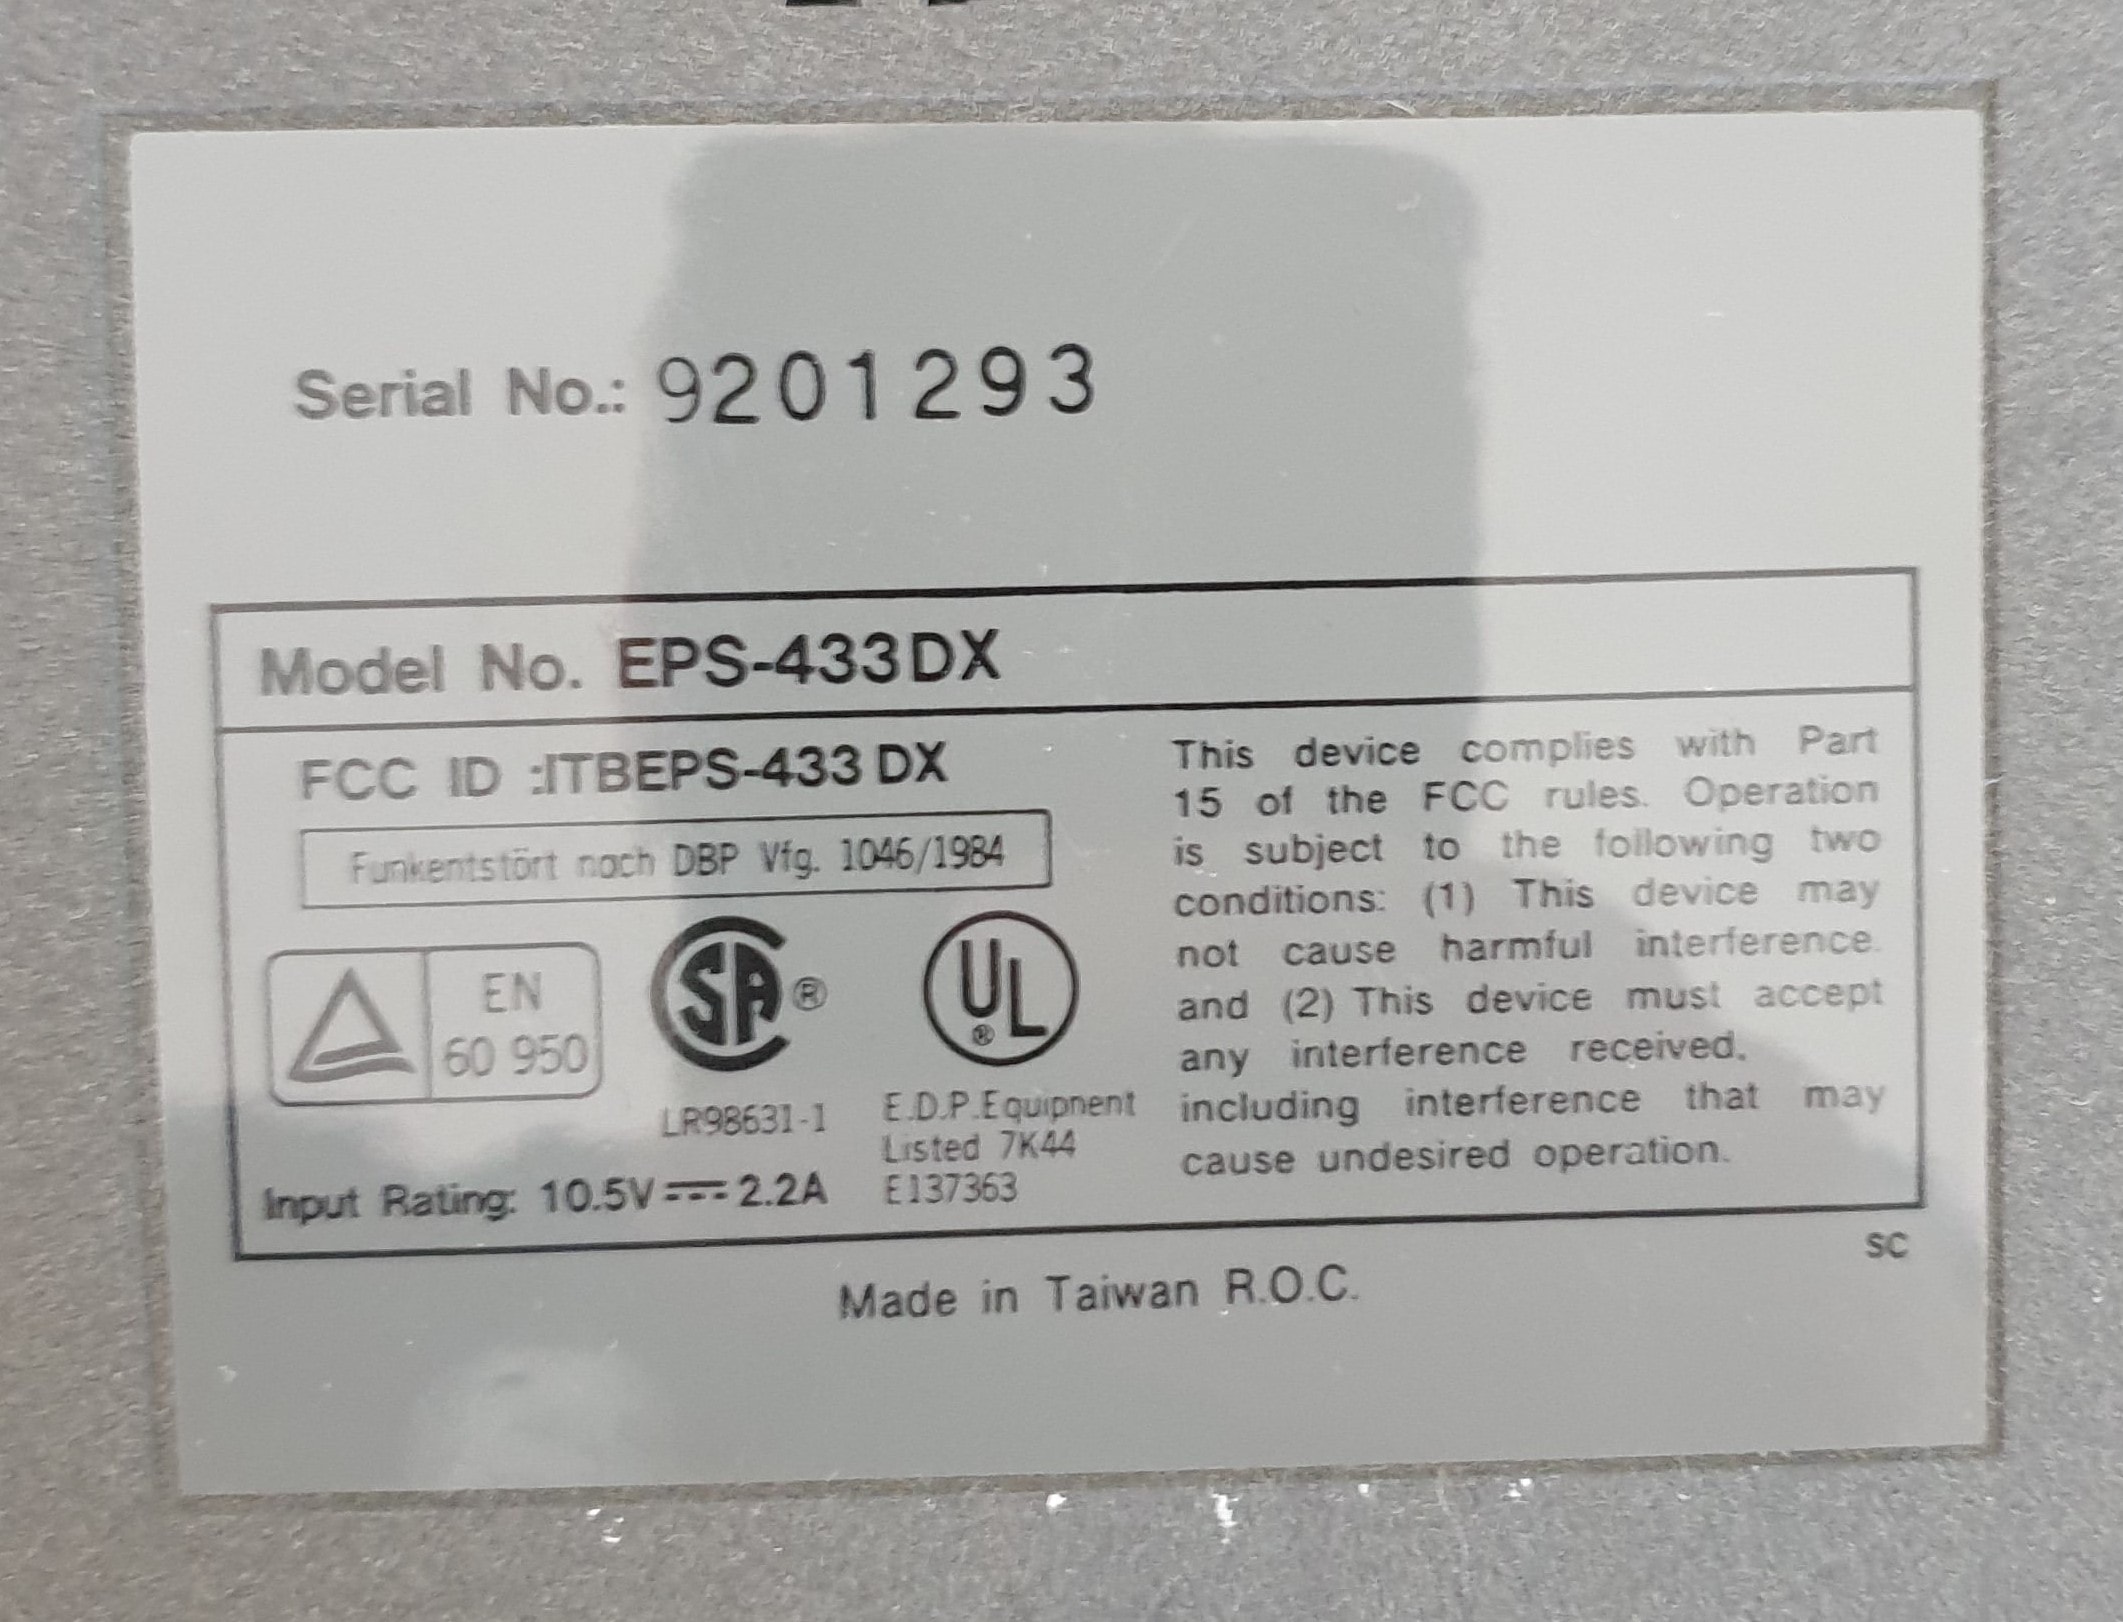 Serial No.: 9201293
Model No. EPS-433DX
FCC ID :ITBEPS-433 DX
Funkentstört nach DBP Vfg. 1046/1984
EN
60 950
SA ®
LR98631-1
UL ®
E.D.P.Equipment
Listed 7K44
E137363
Input Rating: 10.5V 2.2A
This device complies with Part
15 of the FCC rules. Operation
is subject to the following two
conditions: (1) This device may
not cause harmful interference.
and (2) This device must accept
any interference received.
including interference that may
cause undesired operation.
SC
Made in Taiwan R.O.C.